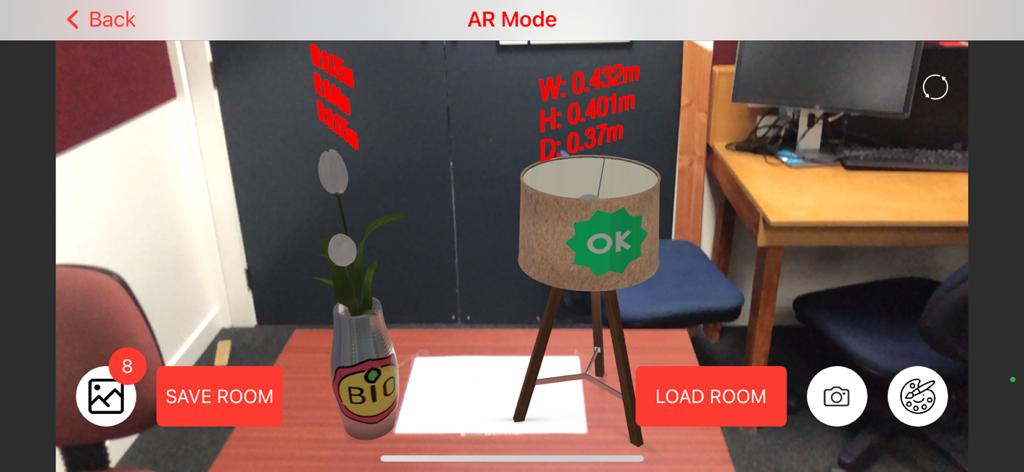 Back
AR Mode
W: 0.432m
H: 0.401m
D: 0.37m
OK
BIO
8
SAVE ROOM
LOAD ROOM